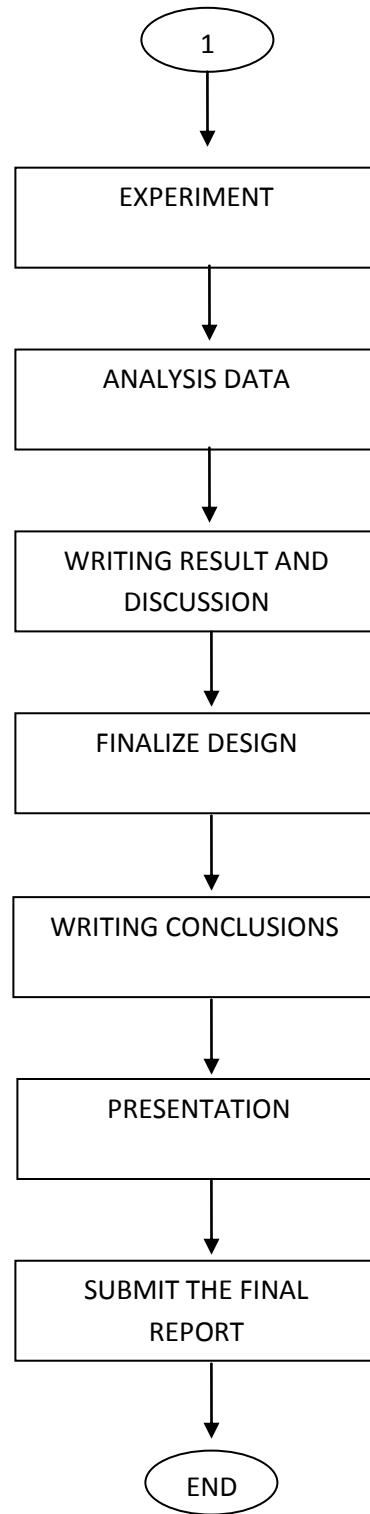 1
EXPERIMENT
ANALYSIS DATA
WRITING RESULT AND
DISCUSSION
FINALIZE DESIGN
WRITING CONCLUSIONS
PRESENTATION
SUBMIT THE FINAL
REPORT
END